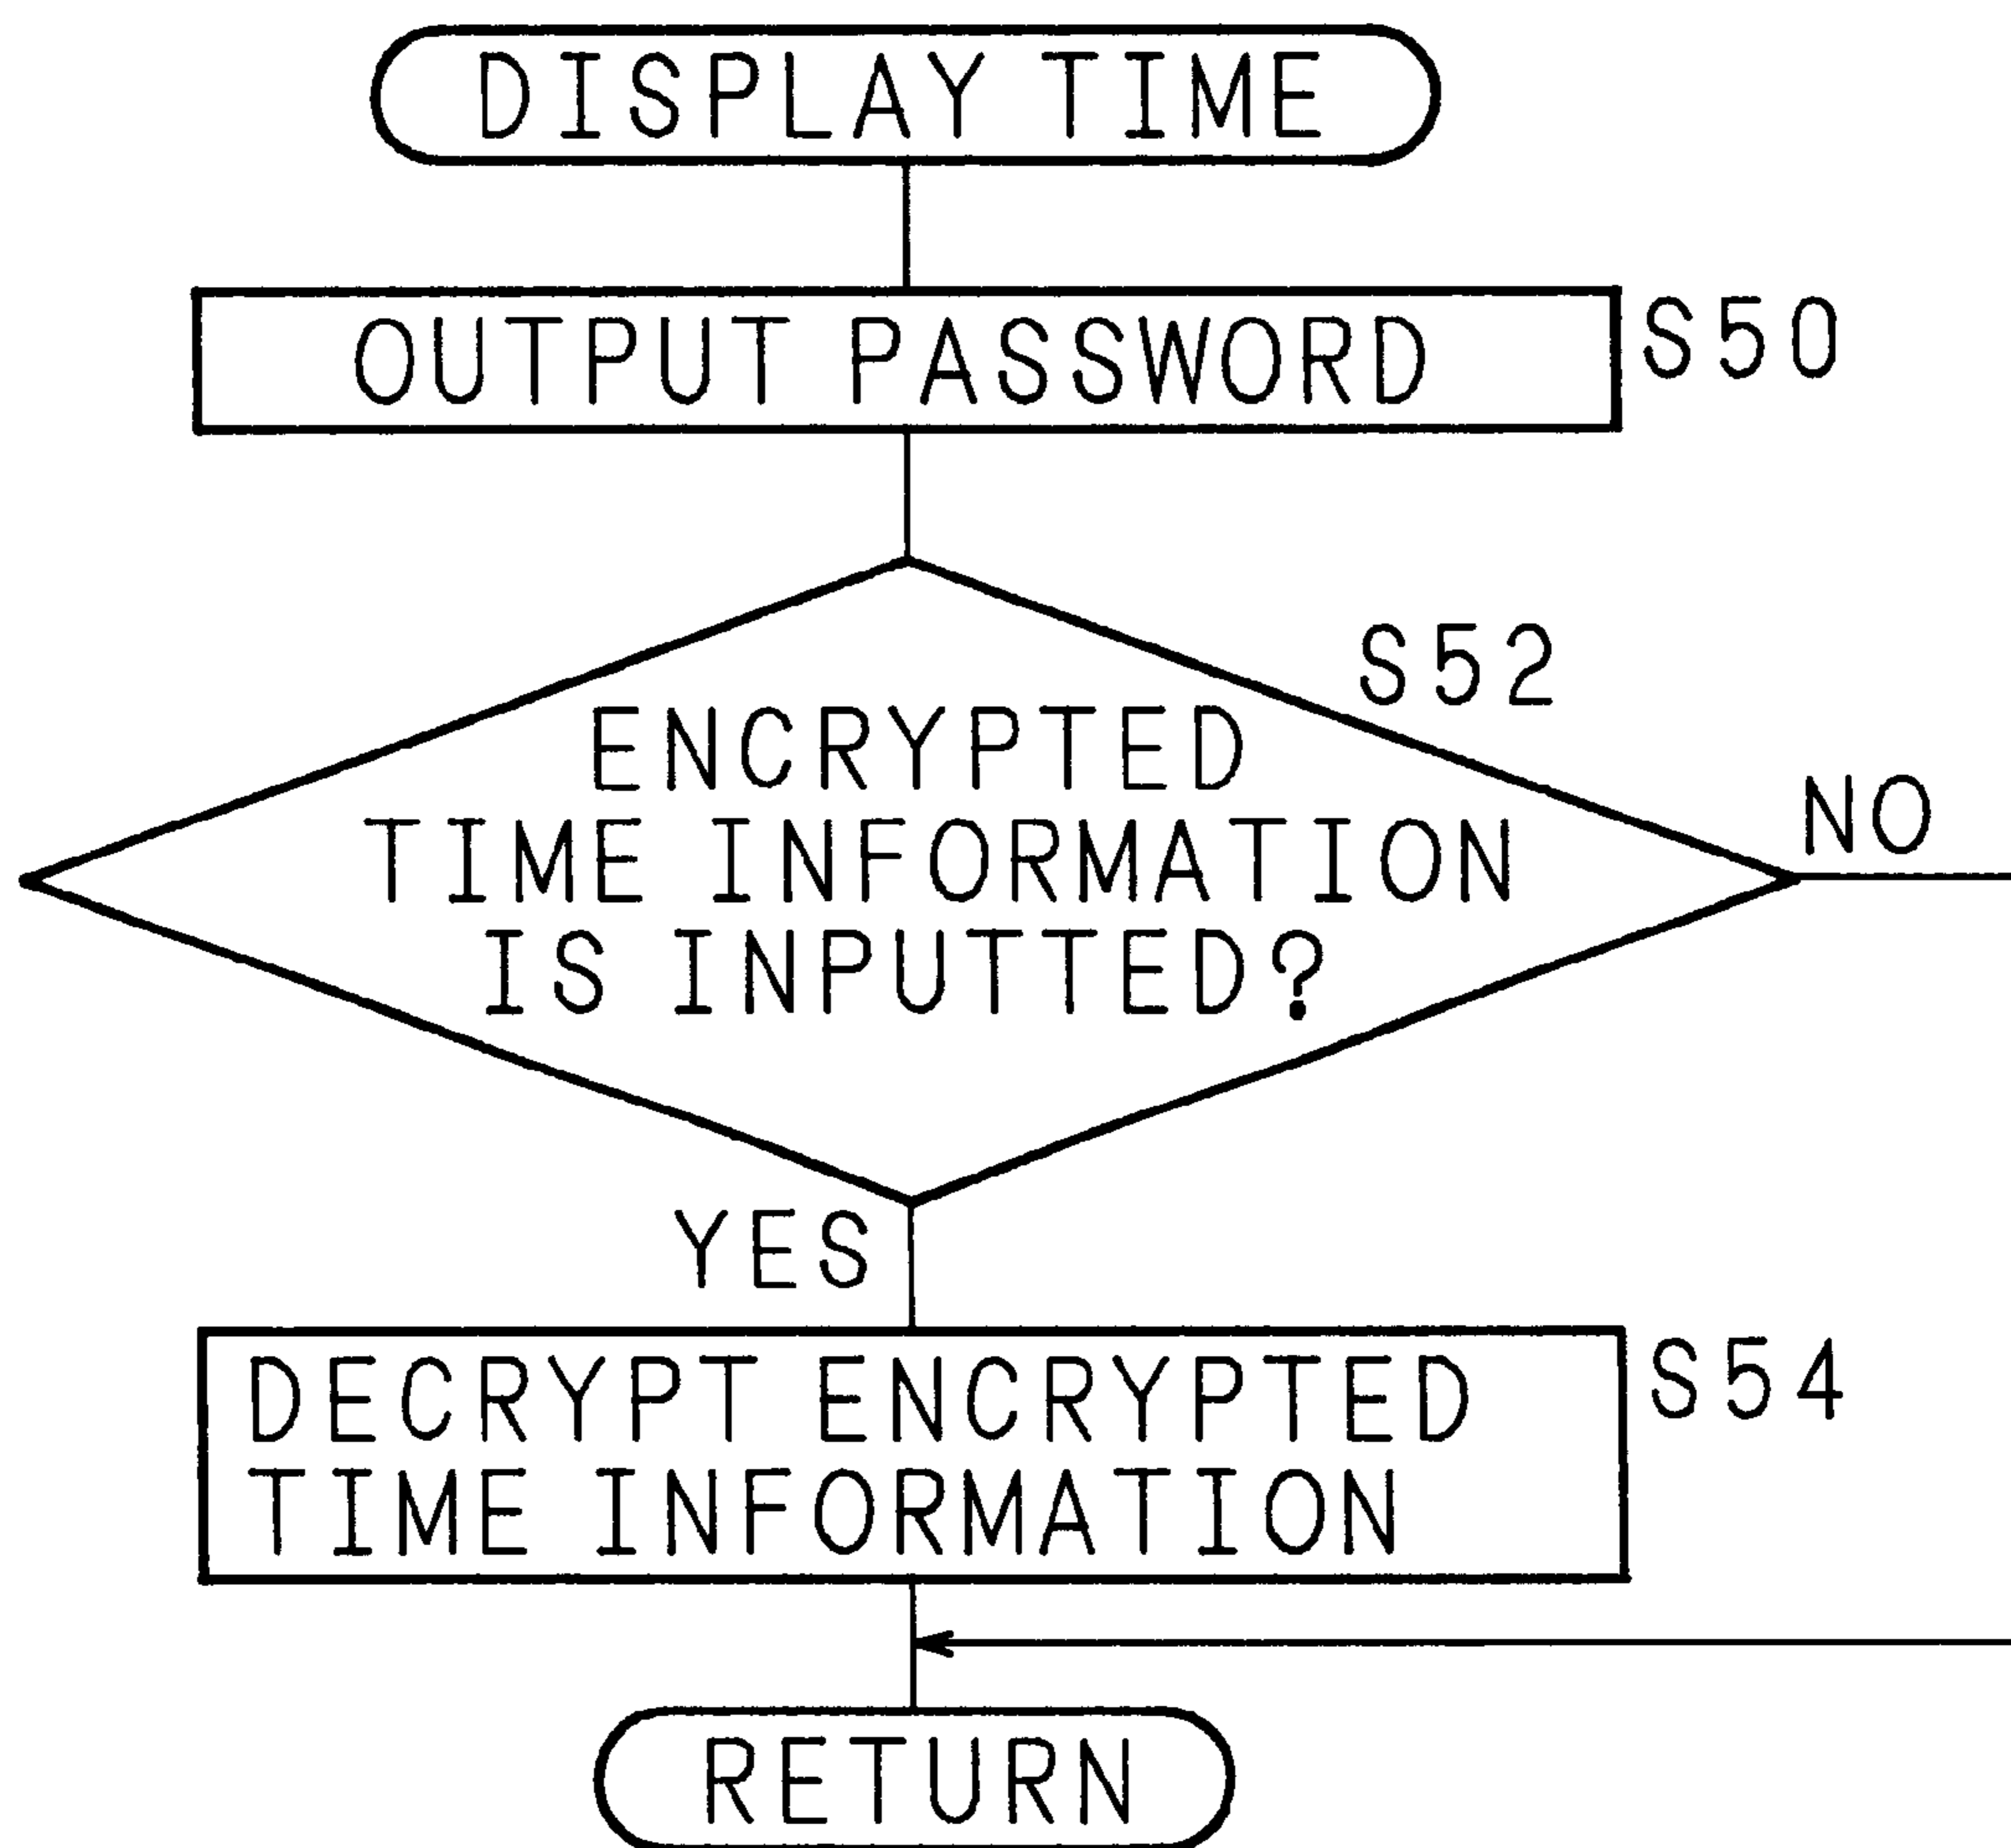 DISPLAY TIME
OUTPUT PASSWORD
S50
S52
ENCRYPTED
TIME INFORMATION
IS INPUTTED?
NO
YES
DECRYPT ENCRYPTED
TIME INFORMATION
S54
RETURN